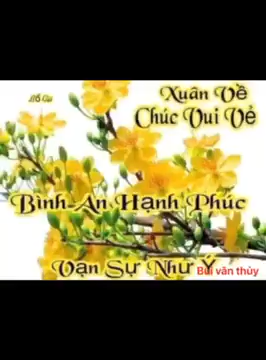 Xuân Về
Chúc Vui Vẻ
Bình-An Hạnh Phúc
Vạn Sự Như Ý
Bùi văn thủy